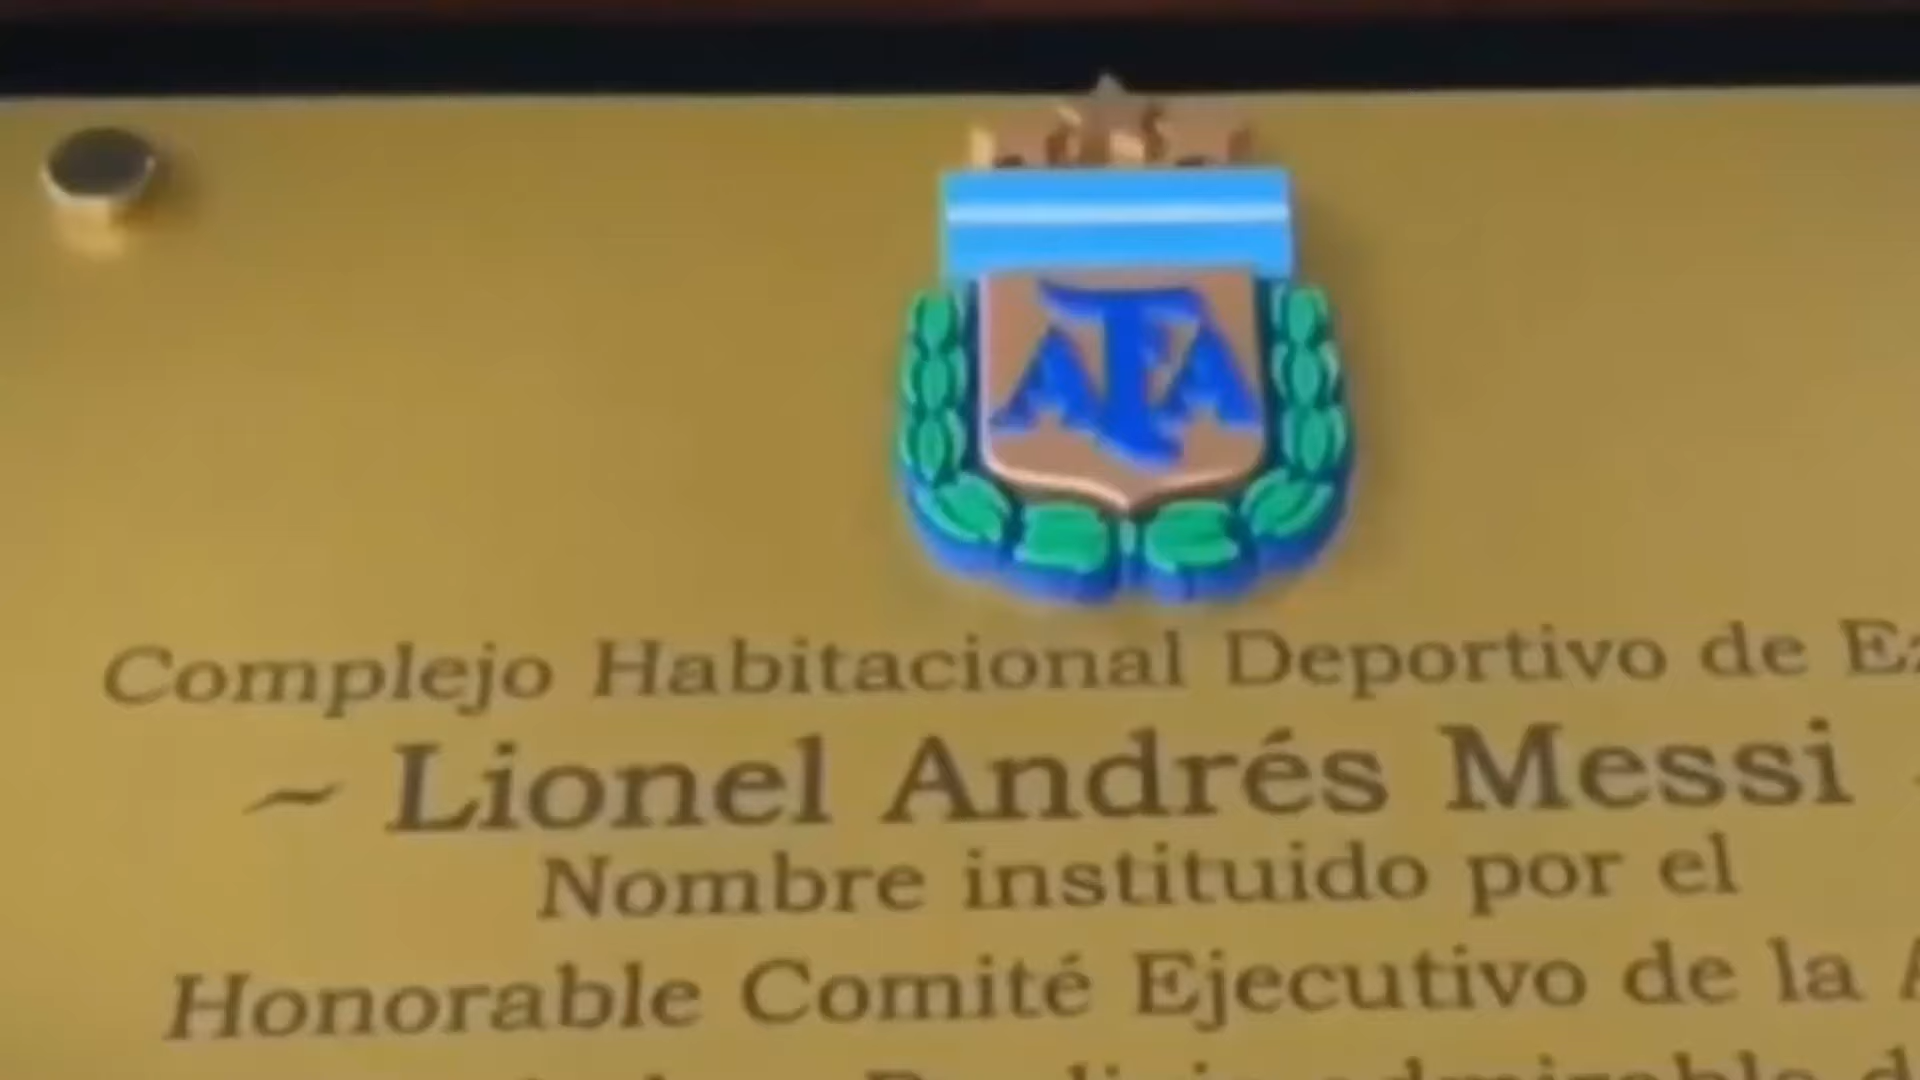 AFA
Complejo Habitacional Deportivo de
~ Lionel Andrés Messi
Nombre instituido por el
Honorable Comité Ejecutivo de la